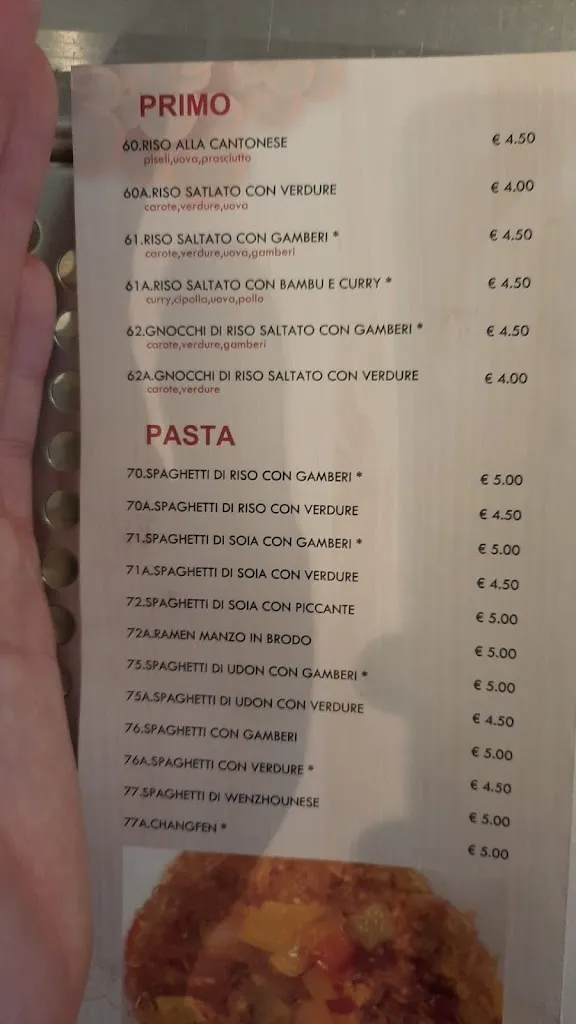 PRIMO
60.RISO ALLA CANTONESE € 4.50
piseli,uova,prosciutto
60A.RISO SATLATO CON VERDURE € 4.00
carote,verdure,uova
61.RISO SALTATO CON GAMBERI * € 4.50
carote,verdure,uova,gamberi
61A.RISO SALTATO CON BAMBU E CURRY * € 4.50
curry,cipolla,uova,pollo
62.GNOCCHI DI RISO SALTATO CON GAMBERI * € 4.50
carote,verdure,gamberi
62A.GNOCCHI DI RISO SALTATO CON VERDURE € 4.00
carote,verdure
PASTA
70.SPAGHETTI DI RISO CON GAMBERI * € 5.00
70A.SPAGHETTI DI RISO CON VERDURE € 4.50
71.SPAGHETTI DI SOIA CON GAMBERI * € 5.00
71A.SPAGHETTI DI SOIA CON VERDURE € 4.50
72.SPAGHETTI DI SOIA CON PICCANTE € 5.00
72A.RAMEN MANZO IN BRODO € 5.00
75.SPAGHETTI DI UDON CON GAMBERI * € 5.00
75A.SPAGHETTI DI UDON CON VERDURE € 4.50
76.SPAGHETTI CON GAMBERI € 5.00
76A.SPAGHETTI CON VERDURE * € 4.50
77.SPAGHETTI DI WENZHOUNESE € 5.00
77A.CHANGFEN * € 5.00